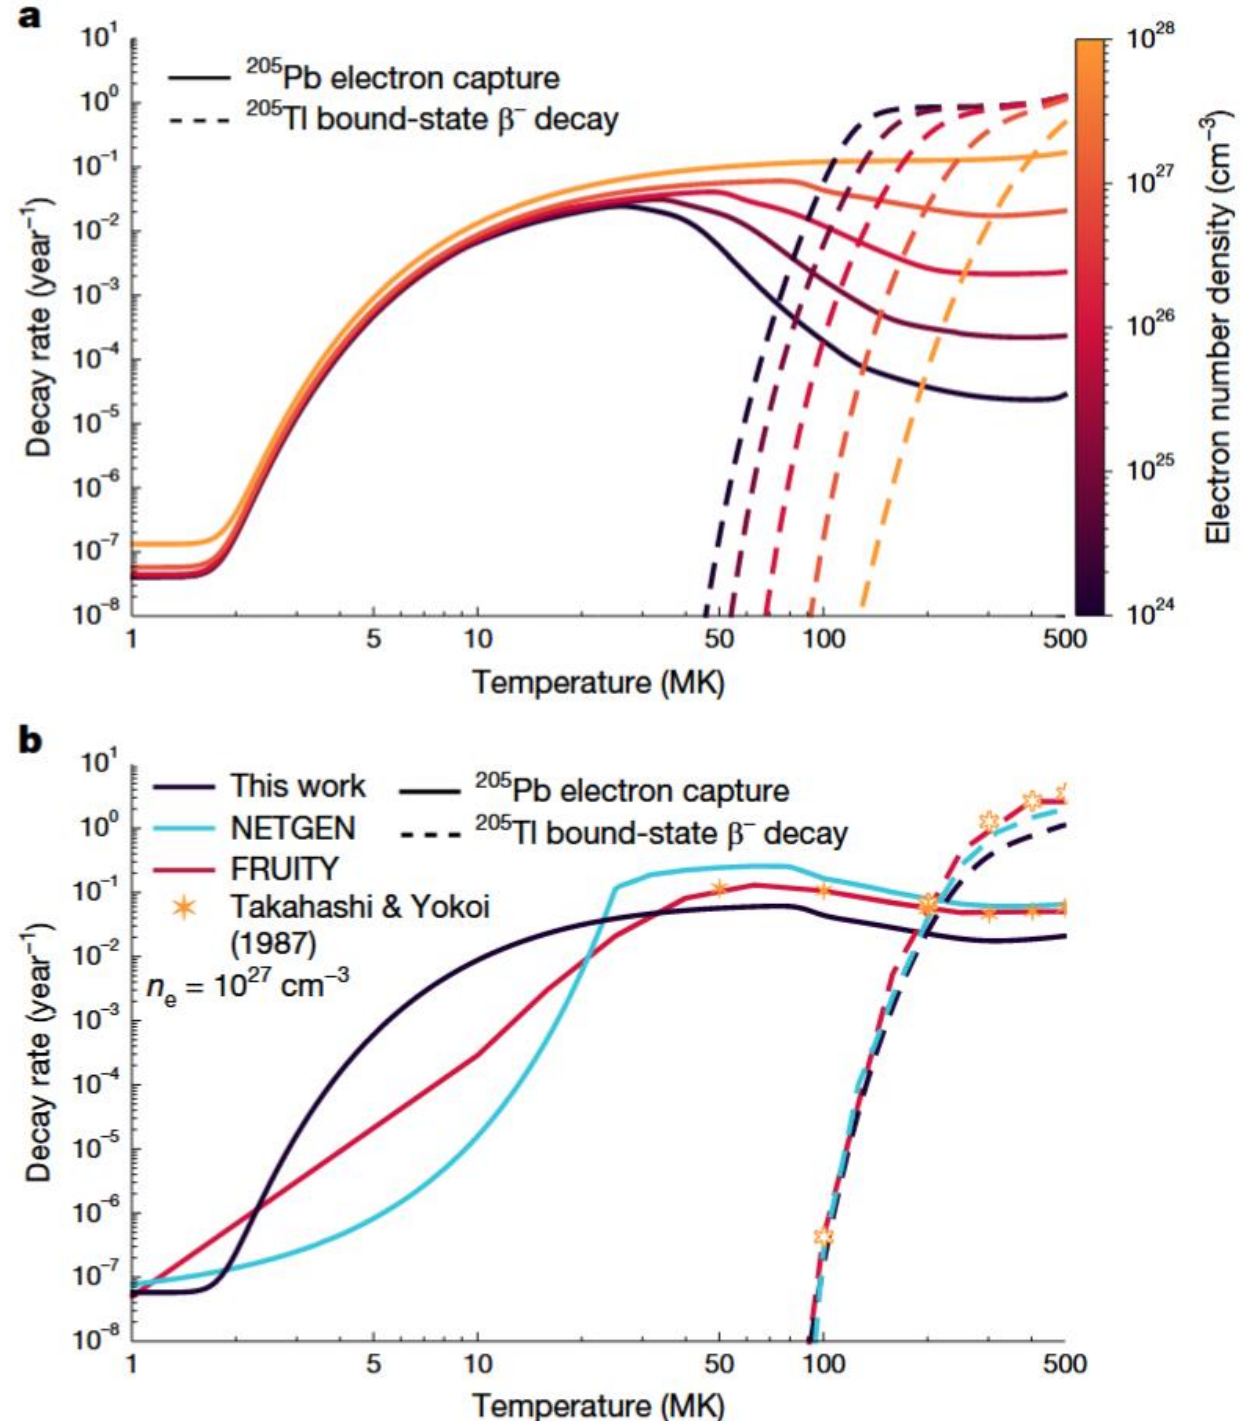 a
10¹
10⁰
10⁻¹
10⁻²
10⁻³
10⁻⁴
10⁻⁵
10⁻⁶
10⁻⁷
10⁻⁸
Decay rate (year⁻¹)
²⁰⁵Pb electron capture
²⁰⁵Tl bound-state β⁻ decay
1 5 10 50 100 500
Temperature (MK)
10²⁸
10²⁷
10²⁶
10²⁵
10²⁴
Electron number density (cm⁻³)
b
10¹
10⁰
10⁻¹
10⁻²
10⁻³
10⁻⁴
10⁻⁵
10⁻⁶
10⁻⁷
10⁻⁸
Decay rate (year⁻¹)
This work
NETGEN
FRUITY
Takahashi & Yokoi
(1987)
nₑ = 10²⁷ cm⁻³
²⁰⁵Pb electron capture
²⁰⁵Tl bound-state β⁻ decay
1 5 10 50 100 500
Temperature (MK)